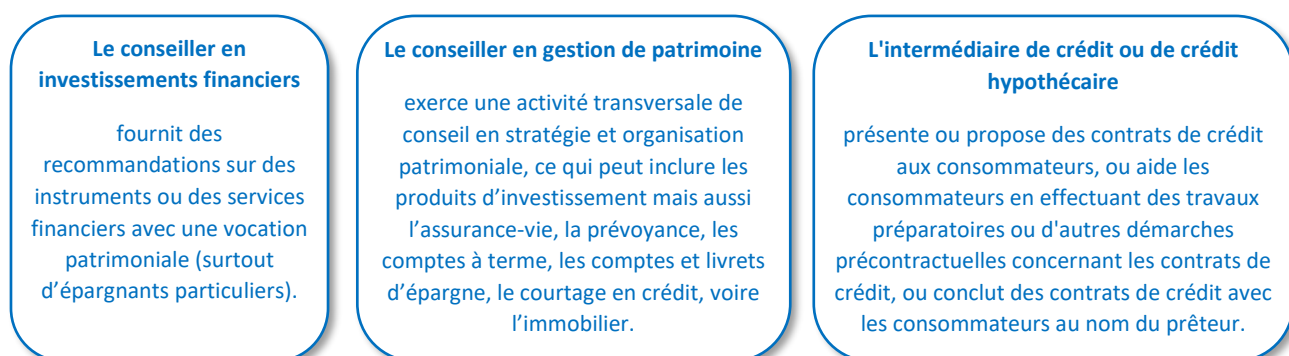 Le conseiller en
investissements financiers
fournit des
recommandations sur des
instruments ou des services
financiers avec une vocation
patrimoniale (surtout
d’épargnants particuliers).
Le conseiller en gestion de patrimoine
exerce une activité transversale de
conseil en stratégie et organisation
patrimoniale, ce qui peut inclure les
produits d’investissement mais aussi
l’assurance-vie, la prévoyance, les
comptes à terme, les comptes et livrets
d’épargne, le courtage en crédit, voire
l’immobilier.
L'intermédiaire de crédit ou de crédit
hypothécaire
présente ou propose des contrats de crédit
aux consommateurs, ou aide les
consommateurs en effectuant des travaux
préparatoires ou d'autres démarches
précontractuelles concernant les contrats de
crédit, ou conclut des contrats de crédit avec
les consommateurs au nom du prêteur.